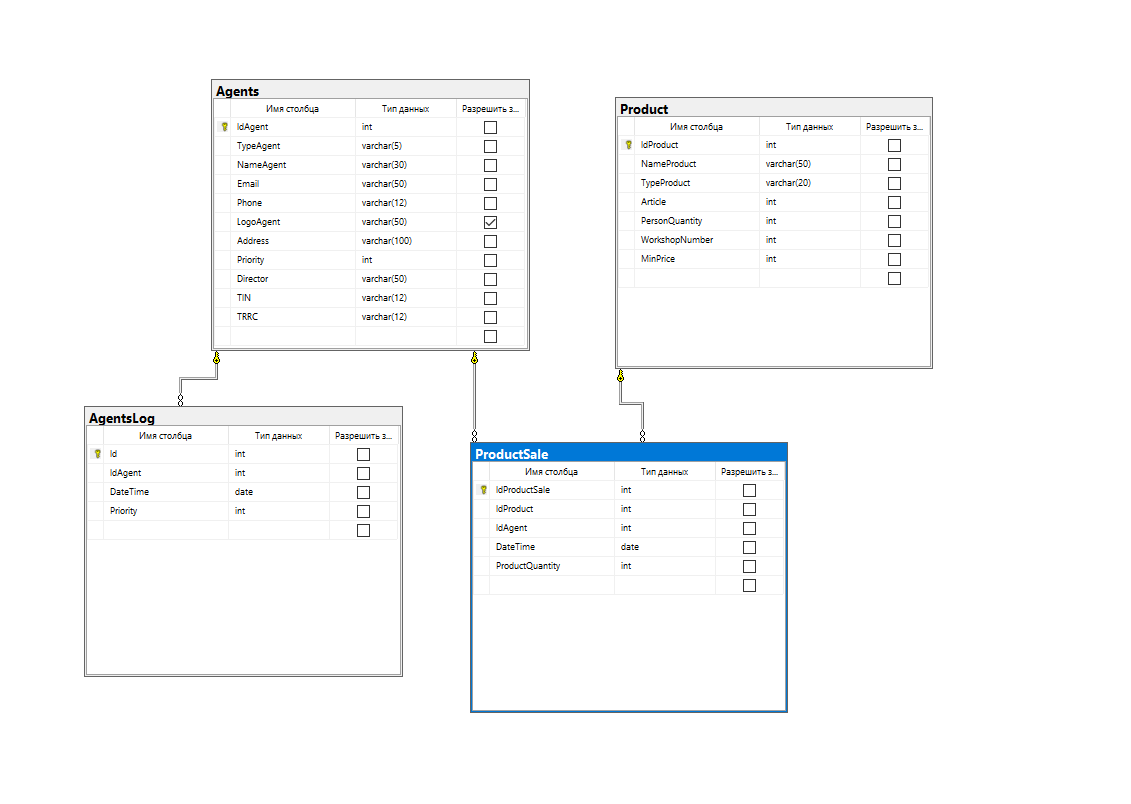 Agents
Имя столбца Тип данных Разрешить з...
IdAgent int
TypeAgent varchar(5)
NameAgent varchar(30)
Email varchar(50)
Phone varchar(12)
LogoAgent varchar(50)
Address varchar(100)
Priority int
Director varchar(50)
TIN varchar(12)
TRRC varchar(12)
Product
Имя столбца Тип данных Разрешить з...
IdProduct int
NameProduct varchar(50)
TypeProduct varchar(20)
Article int
PersonQuantity int
WorkshopNumber int
MinPrice int
AgentsLog
Имя столбца Тип данных Разрешить з...
Id int
IdAgent int
DateTime date
Priority int
ProductSale
Имя столбца Тип данных Разрешить з...
IdProductSale int
IdProduct int
IdAgent int
DateTime date
ProductQuantity int